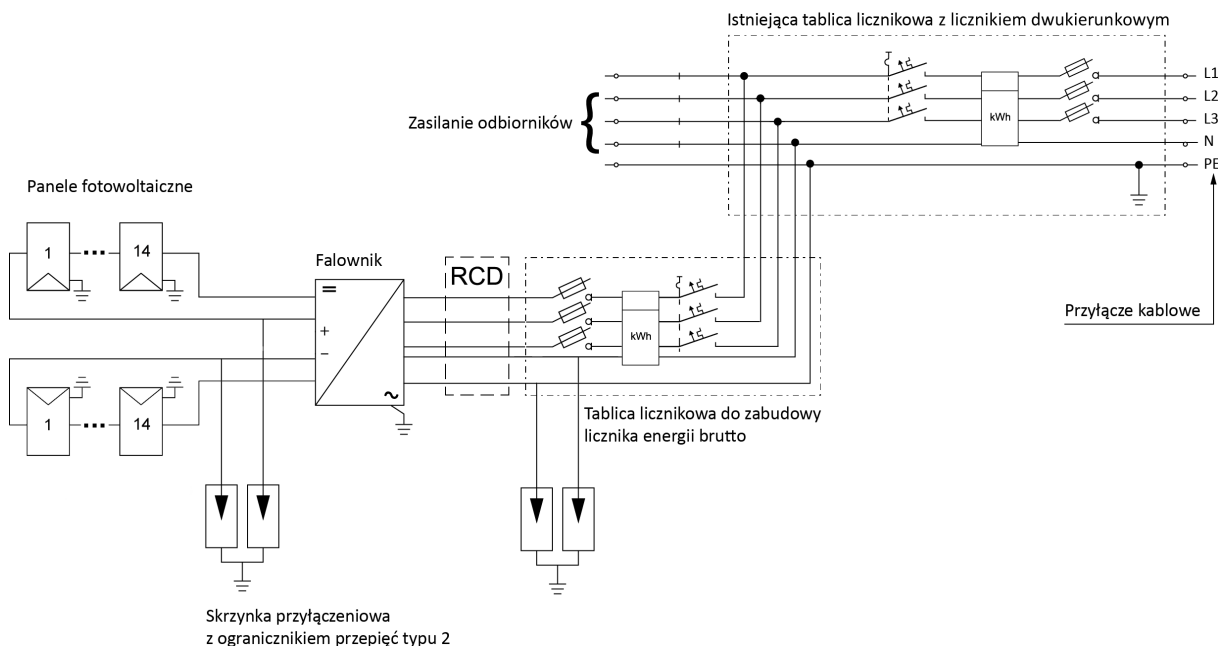 Istniejąca tablica licznikowa z licznikiem dwukierunkowym
L1
L2
L3
N
PE
kWh
Zasilanie odbiorników
Panele fotowoltaiczne
1
14
Falownik
RCD
kWh
Przyłącze kablowe
1
14
Tablica licznikowa do zabudowy
licznika energii brutto
Skrzynka przyłączeniowa
z ogranicznikiem przepięć typu 2